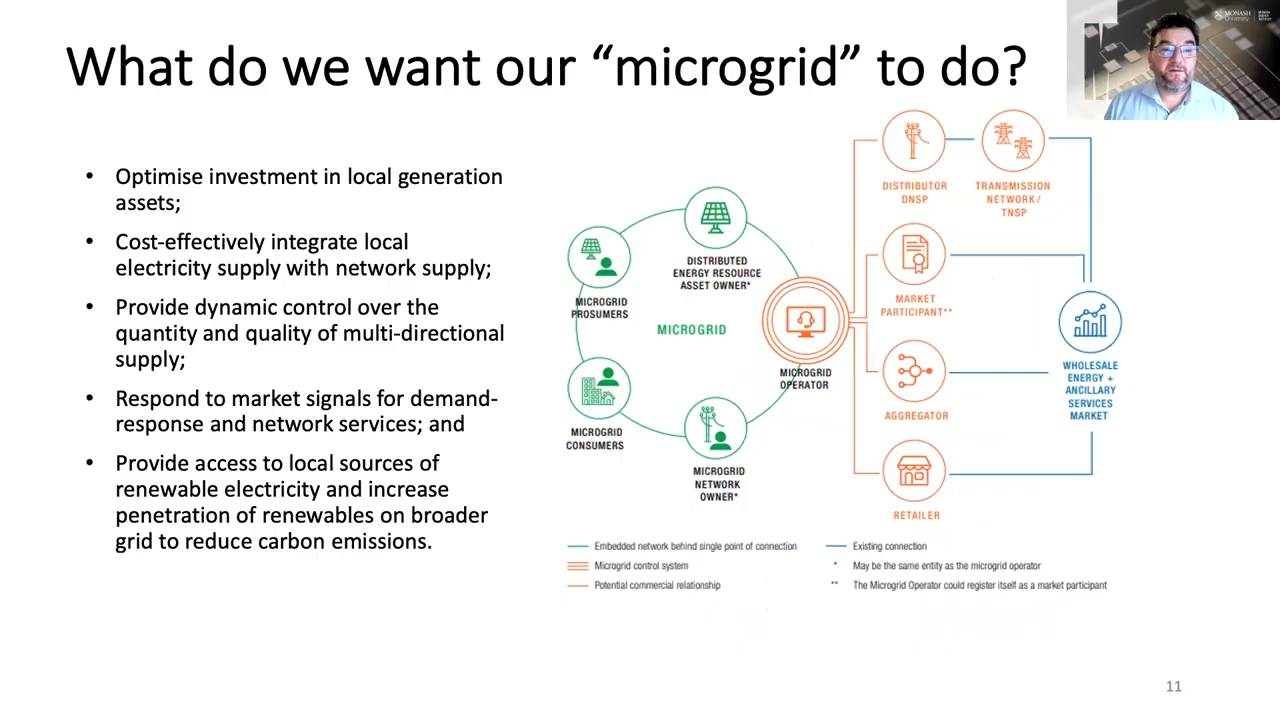 What do we want our “microgrid” to do?
MONASH
University
• Optimise investment in local generation
assets;
• Cost-effectively integrate local
electricity supply with network supply;
• Provide dynamic control over the
quantity and quality of multi-directional
supply;
• Respond to market signals for demand-
response and network services; and
• Provide access to local sources of
renewable electricity and increase
penetration of renewables on broader
grid to reduce carbon emissions.
DISTRIBUTED
ENERGY RESOURCE
ASSET OWNER*
MICROGRID
PROSUMERS
MICROGRID
MICROGRID
OPERATOR
MICROGRID
CONSUMERS
MICROGRID
NETWORK
OWNER*
DISTRIBUTOR
DNSP
TRANSMISSION
NETWORK /
TNSP
MARKET
PARTICIPANT**
AGGREGATOR
RETAILER
WHOLESALE
ENERGY +
ANCILLARY
SERVICES
MARKET
Embedded network behind single point of connection
Microgrid control system
Potential commercial relationship
Existing connection
* May be the same entity as the microgrid operator
** The Microgrid Operator could register itself as a market participant
11